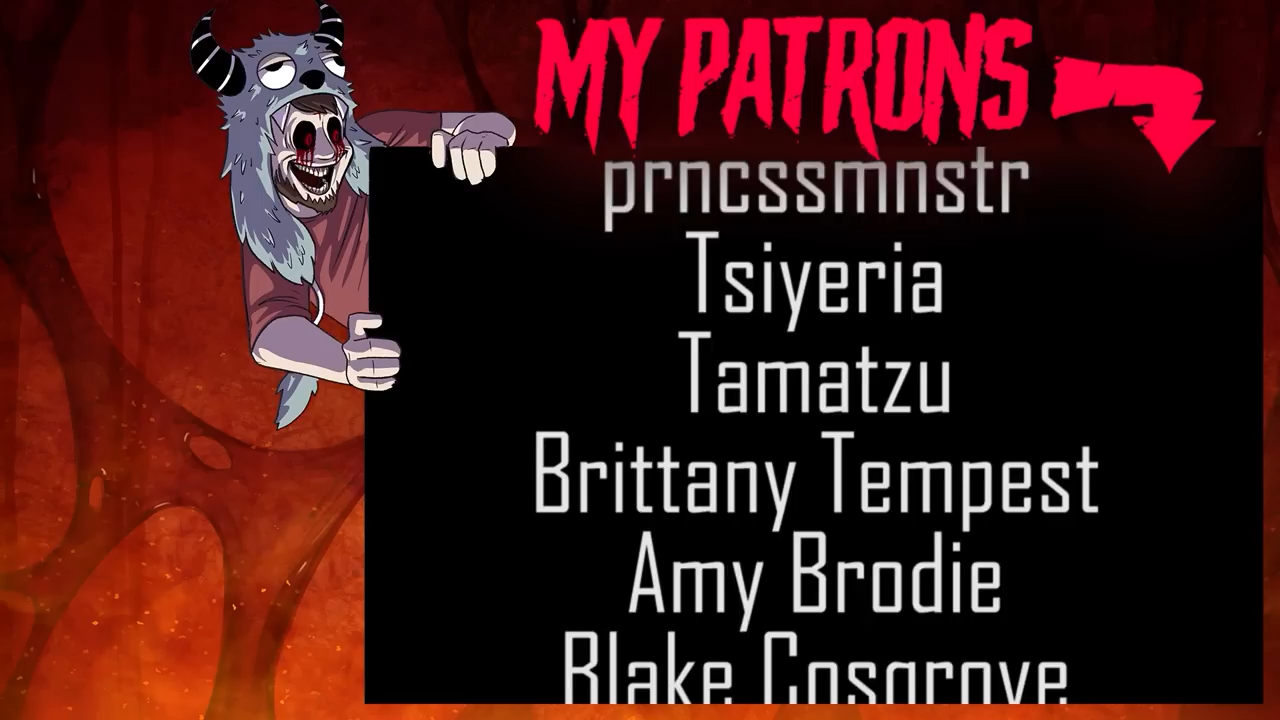 MY PATRONS
prncssmnstr
Tsiyeria
Tamatzu
Brittany Tempest
Amy Brodie
Blake Cosgrove